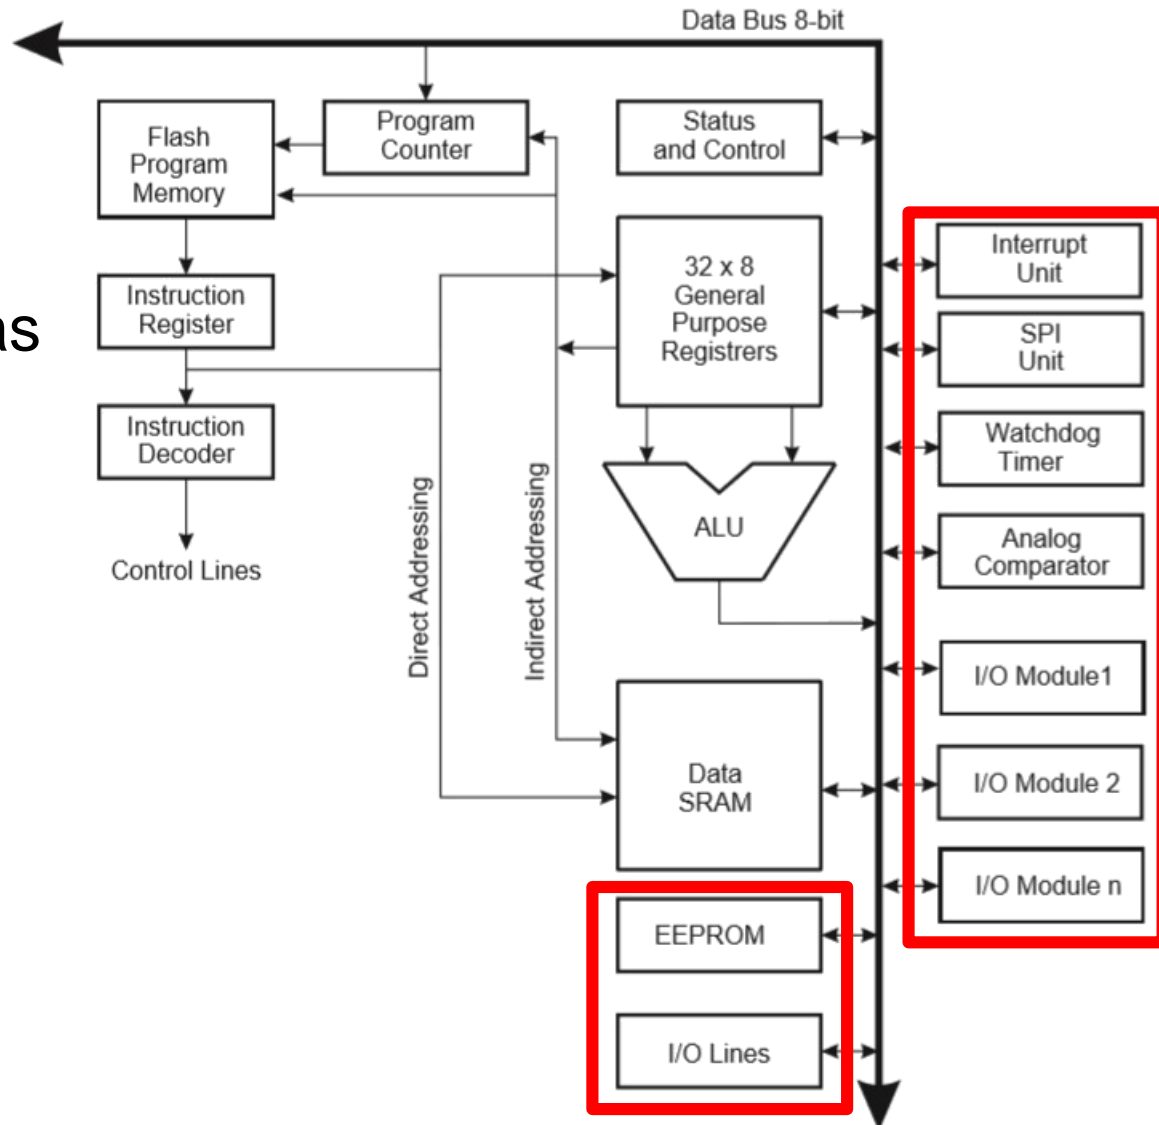 Data Bus 8-bit
Flash
Program
Memory
Program
Counter
Status
and Control
Instruction
Register
32 x 8
General
Purpose
Registrers
Interrupt
Unit
as
SPI
Unit
Instruction
Decoder
Watchdog
Timer
ALU
Control Lines
Direct Addressing
Indirect Addressing
Analog
Comparator
I/O Module1
Data
SRAM
I/O Module 2
I/O Module n
EEPROM
I/O Lines